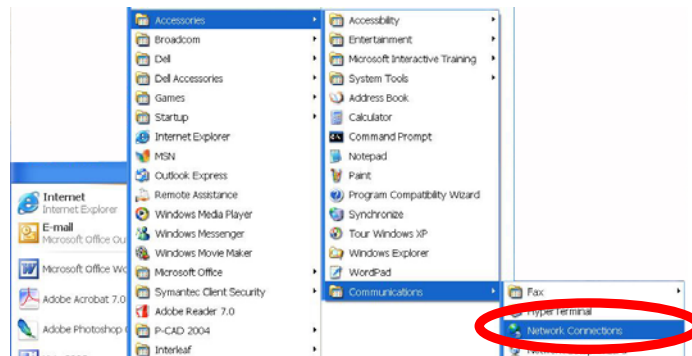 Accessories
Broadcom
Dell
Dell Accessories
Games
Startup
Internet Explorer
MSN
Outlook Express
Remote Assistance
Windows Media Player
Windows Messenger
Windows Movie Maker
Microsoft Office
Symantec Client Security
Adobe Reader 7.0
P-CAD 2004
Interleaf
Accessibility
Entertainment
Microsoft Interactive Training
System Tools
Address Book
Calculator
Command Prompt
Notepad
Paint
Program Compatibility Wizard
Synchronize
Tour Windows XP
Windows Explorer
WordPad
Communications
Fax
HyperTerminal
Network Connections
Internet
Internet Explorer
E-mail
Microsoft Office Ou
Microsoft Office Wo
Adobe Acrobat 7.0
Adobe Photoshop